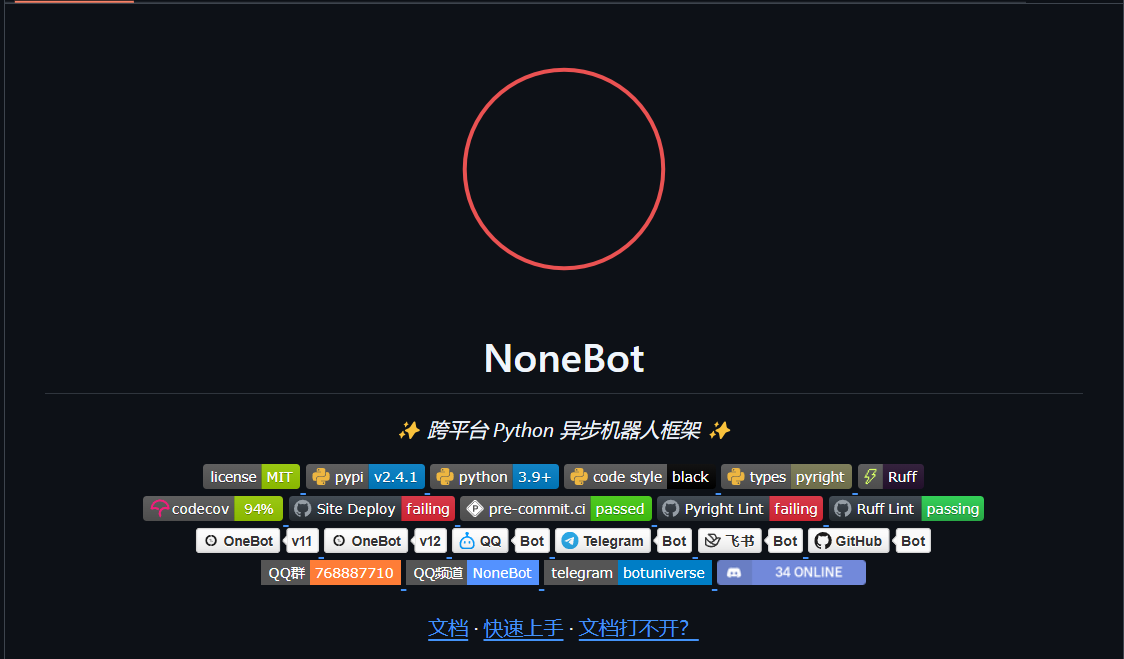 NoneBot
✨ 跨平台 Python 异步机器人框架 ✨
license MIT pypi v2.4.1 python 3.9+ code style black types pyright Ruff
codecov 94% Site Deploy failing pre-commit.ci passed Pyright Lint failing Ruff Lint passing
OneBot v11 OneBot v12 QQ Bot Telegram Bot 飞书 Bot GitHub Bot
QQ群 768887710 QQ频道 NoneBot telegram botuniverse 34 ONLINE
文档 · 快速上手 · 文档打不开？